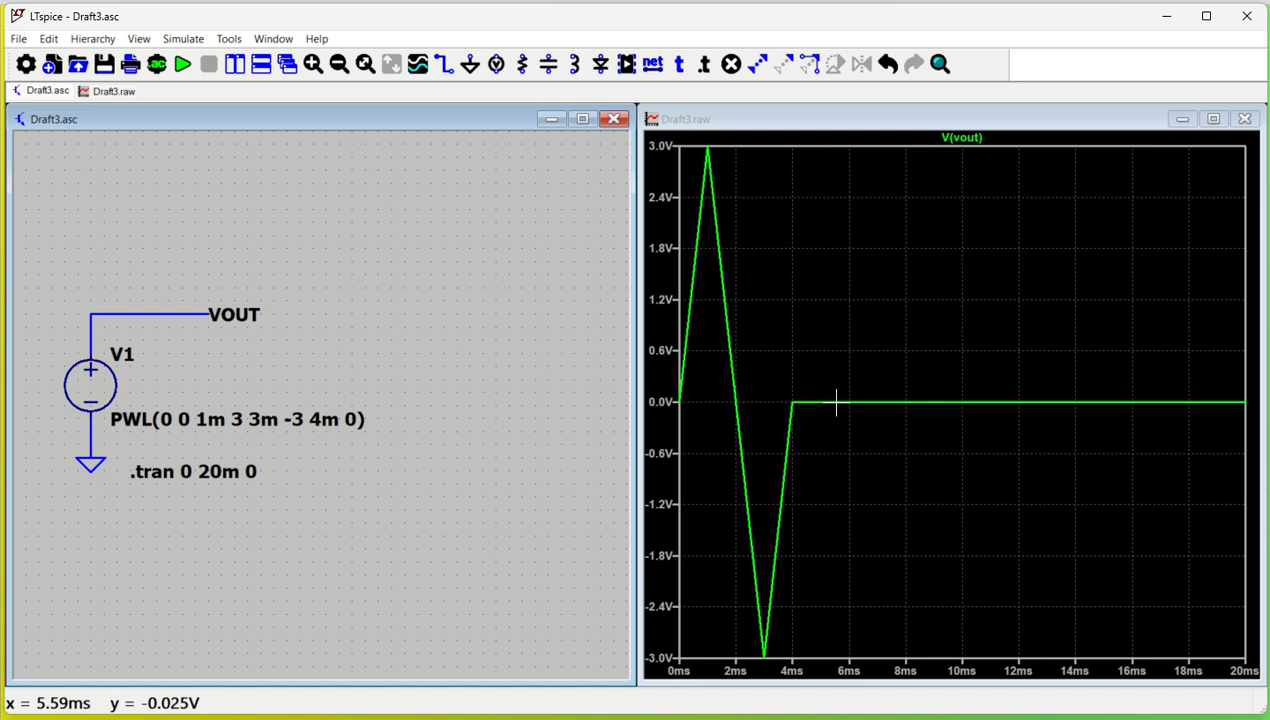 LTspice - Draft3.asc
File Edit Hierarchy View Simulate Tools Window Help
.ac net t .t
Draft3.asc Draft3.raw
Draft3.asc
VOUT
V1
PWL(0 0 1m 3 3m -3 4m 0)
.tran 0 20m 0
Draft3.raw
V(vout)
3.0V
2.4V
1.8V
1.2V
0.6V
0.0V
-0.6V
-1.2V
-1.8V
-2.4V
-3.0V
0ms 2ms 4ms 6ms 8ms 10ms 12ms 14ms 16ms 18ms 20ms
x = 5.59ms y = -0.025V